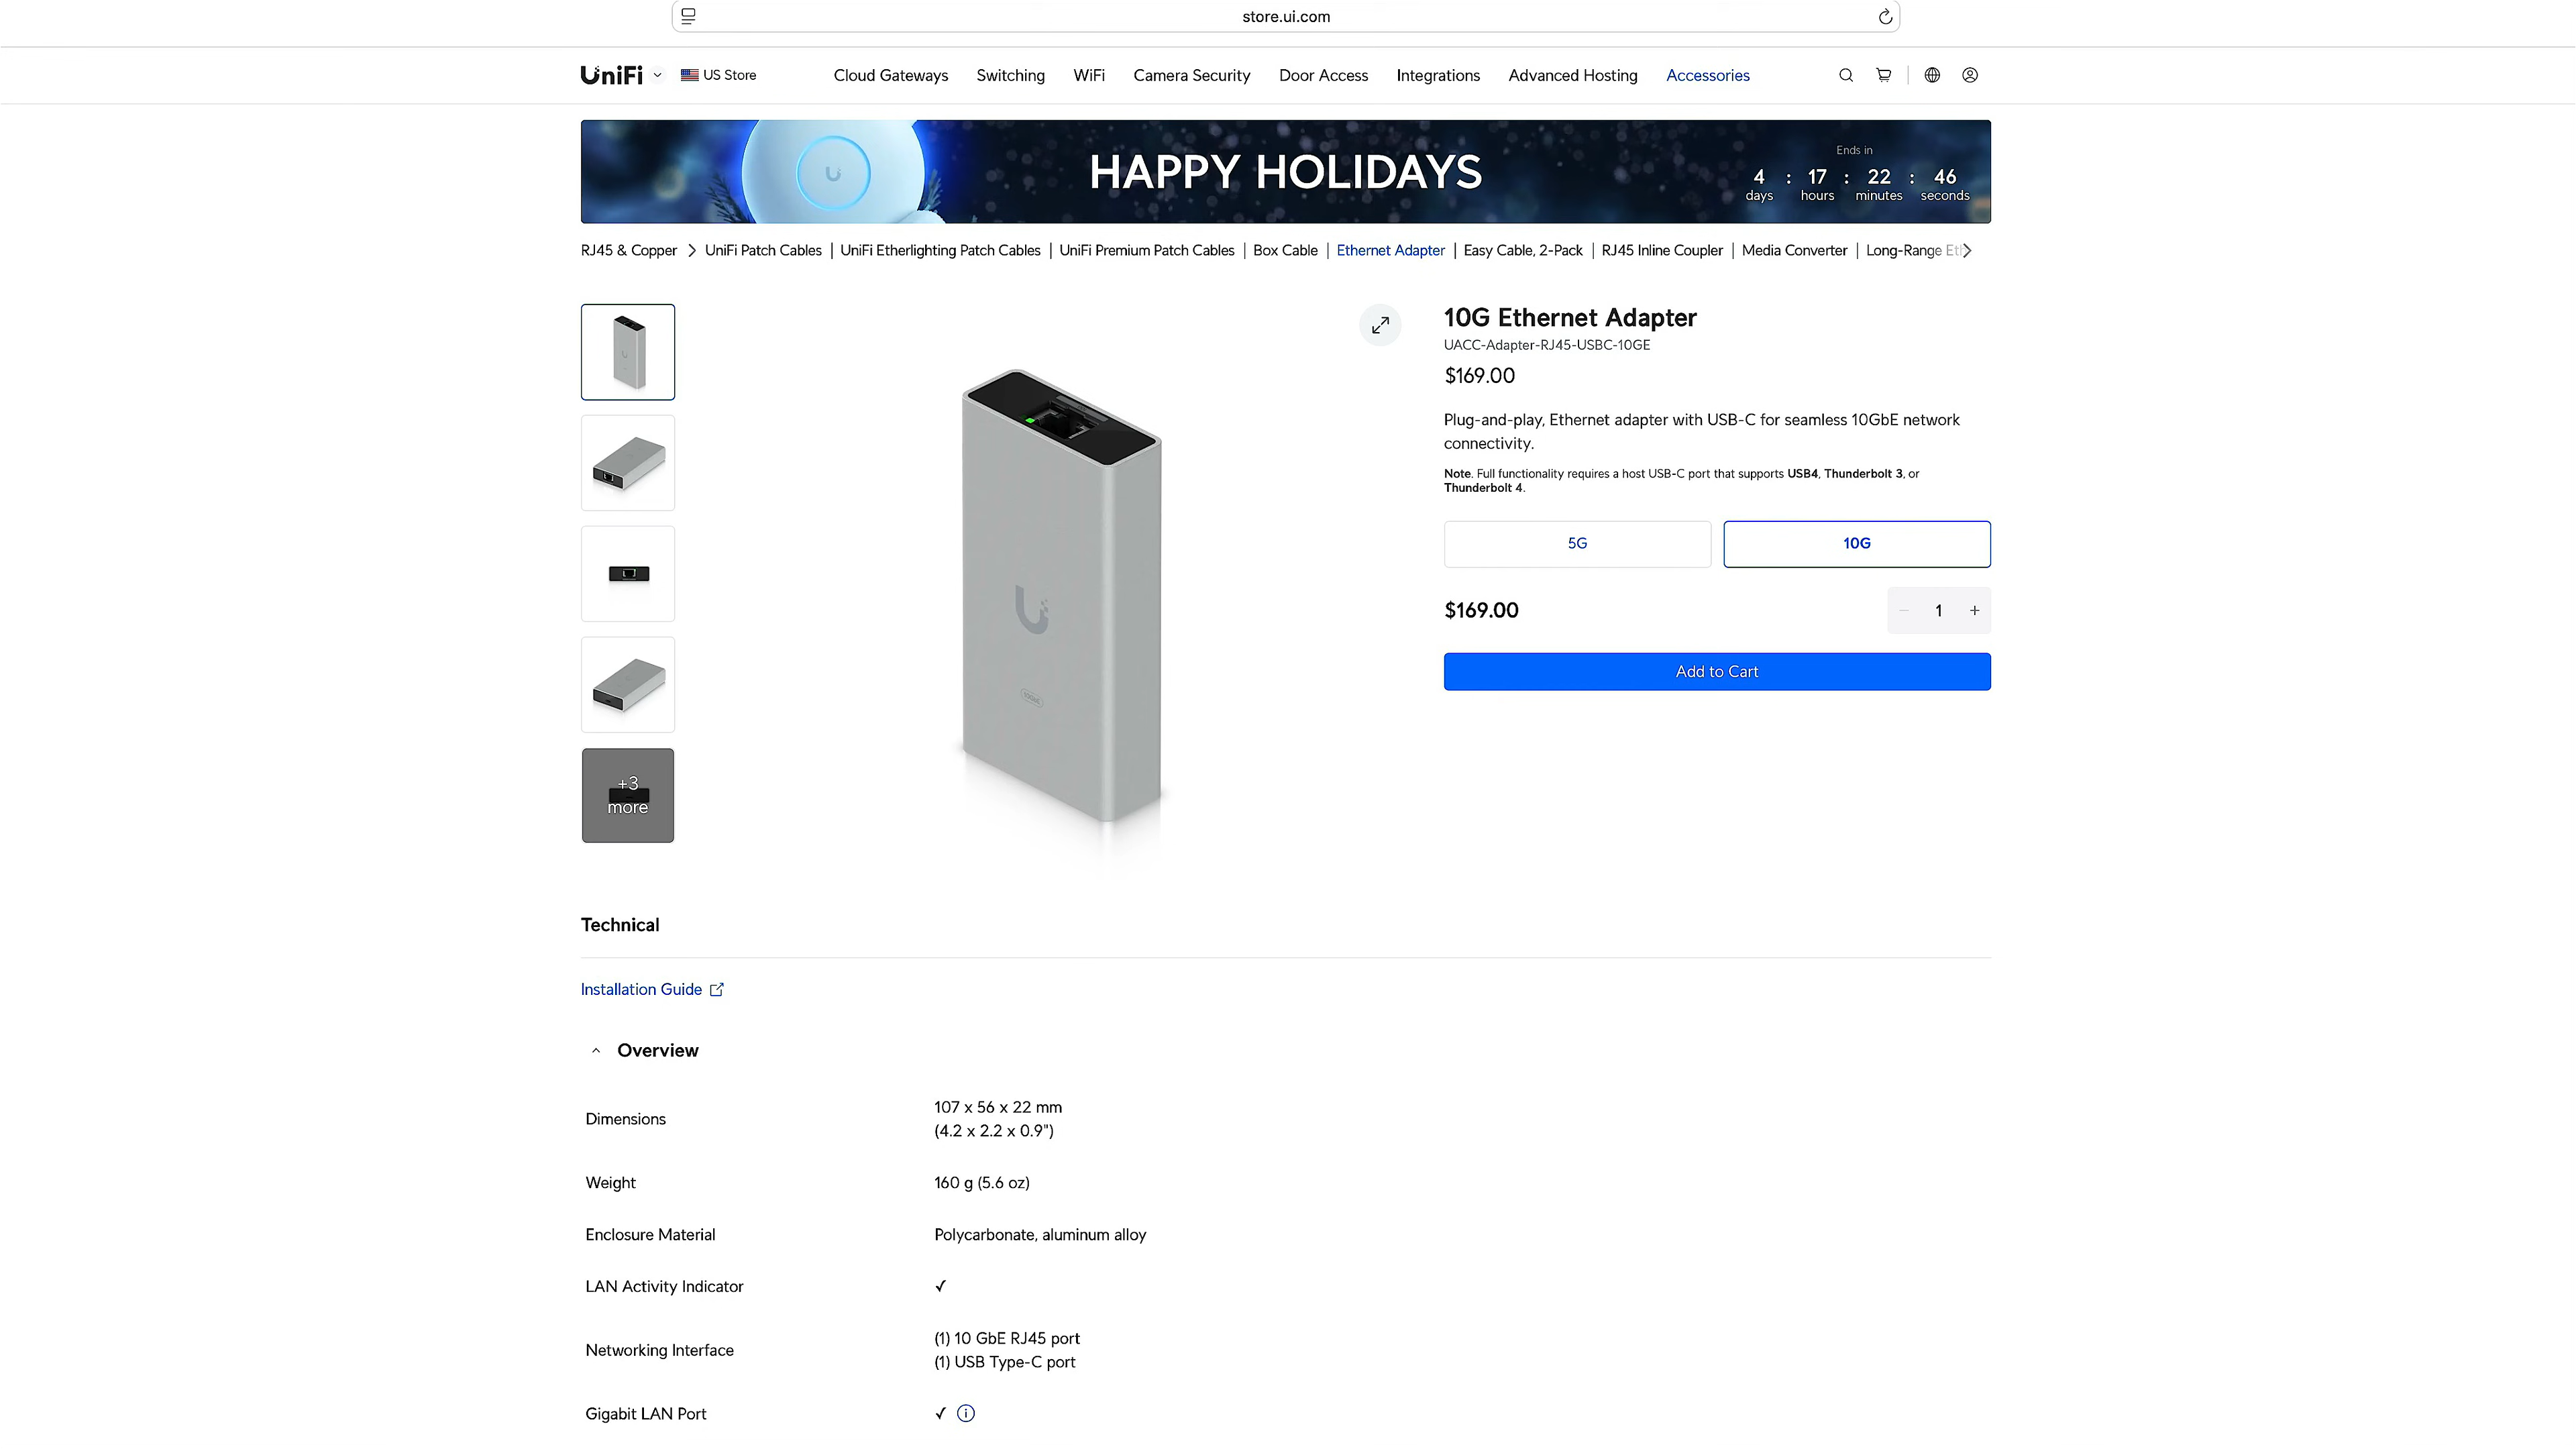 store.ui.com
UniFi
US Store
Cloud Gateways
Switching
WiFi
Camera Security
Door Access
Integrations
Advanced Hosting
Accessories
HAPPY HOLIDAYS
Ends in
4 : 17 : 22 : 46
days hours minutes seconds
RJ45 & Copper
UniFi Patch Cables | UniFi Etherlighting Patch Cables | UniFi Premium Patch Cables | Box Cable | Ethernet Adapter | Easy Cable, 2-Pack | RJ45 Inline Coupler | Media Converter | Long-Range
+3
more
10G Ethernet Adapter
UACC-Adapter-RJ45-USBC-10GE
$169.00
Plug-and-play, Ethernet adapter with USB-C for seamless 10GbE network
connectivity.
Note. Full functionality requires a host USB-C port that supports USB4, Thunderbolt 3, or
Thunderbolt 4.
5G
10G
$169.00
1
Add to Cart
Technical
Installation Guide
Overview
Dimensions
107 x 56 x 22 mm
(4.2 x 2.2 x 0.9")
Weight
160 g (5.6 oz)
Enclosure Material
Polycarbonate, aluminum alloy
LAN Activity Indicator
✓
Networking Interface
(1) 10 GbE RJ45 port
(1) USB Type-C port
Gigabit LAN Port
✓